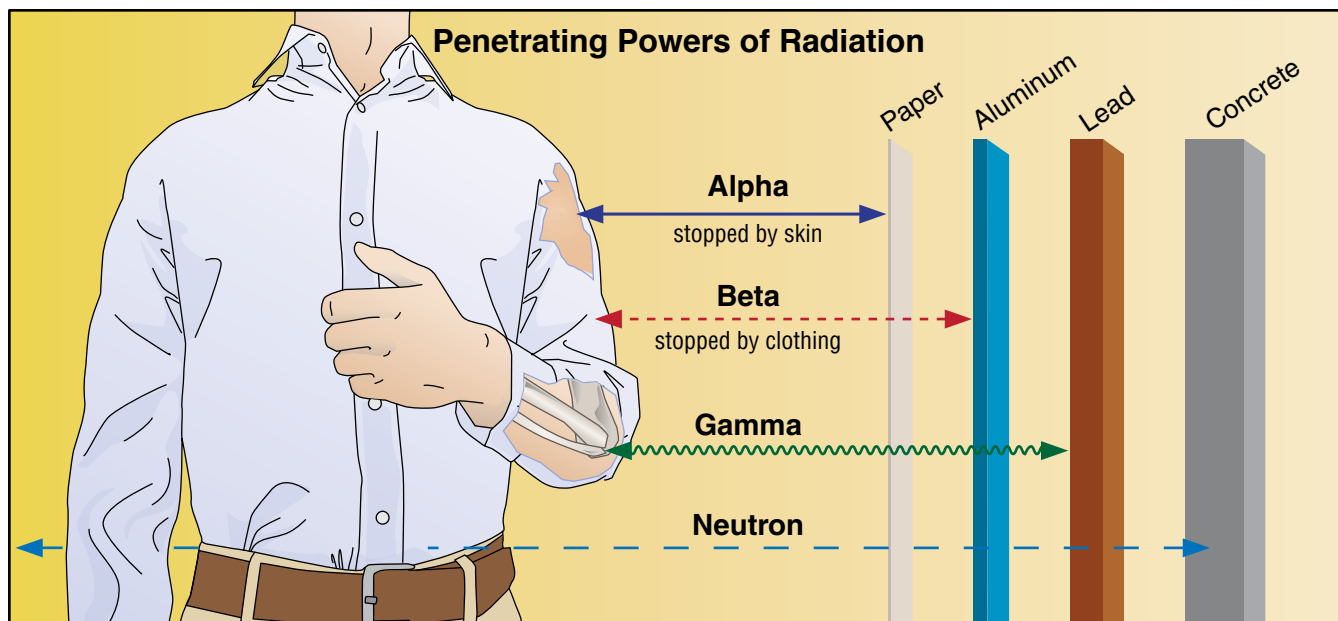 Penetrating Powers of Radiation
Paper
Aluminum
Lead
Concrete
Alpha
stopped by skin
Beta
stopped by clothing
Gamma
Neutron